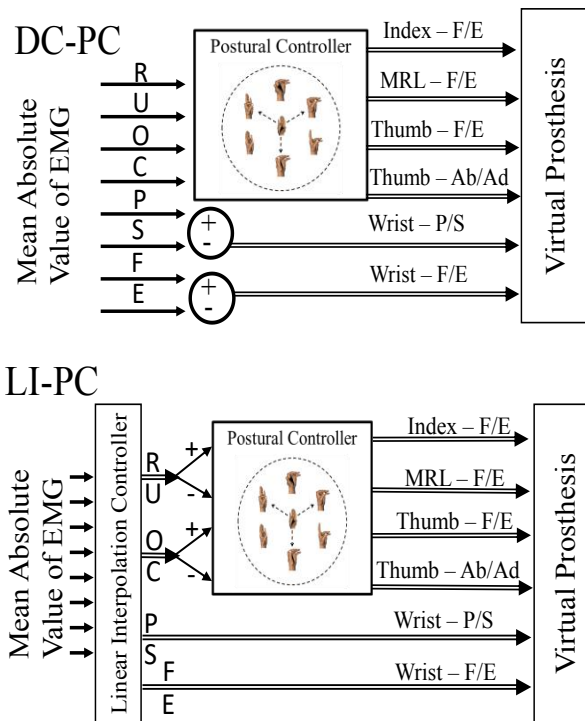 DC-PC
Mean Absolute
Value of EMG
R
U
O
C
P
S
F
E
Postural Controller
+
-
+
-
Index – F/E
MRL – F/E
Thumb – F/E
Thumb – Ab/Ad
Wrist – P/S
Wrist – F/E
Virtual Prosthesis
LI-PC
Mean Absolute
Value of EMG
Linear Interpolation Controller
R
U
O
C
P
S
F
E
+
-
+
-
Postural Controller
Index – F/E
MRL – F/E
Thumb – F/E
Thumb – Ab/Ad
Wrist – P/S
Wrist – F/E
Virtual Prosthesis